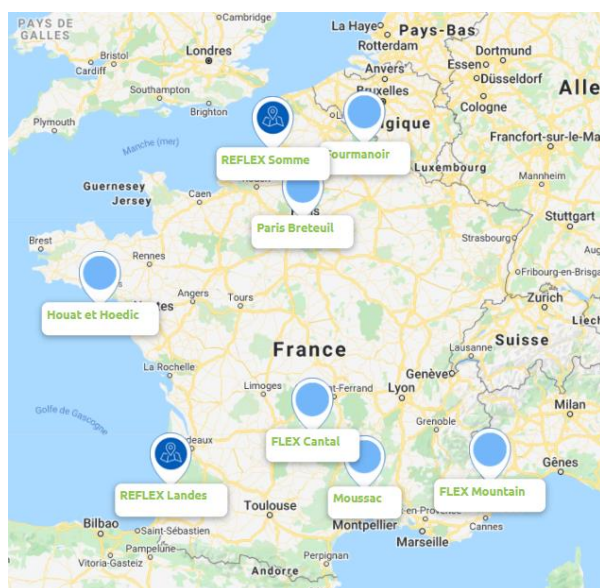 PAYS DE
GALLES
Cambridge
La Haye
Pays-Bas
Rotterdam
Londres
Bristol
Cardiff
Dortmund
Essen
Anvers
Düsseldorf
Southampton
Bruxelles
Alle
Brighton
Cologne
Plymouth
Manche (mer)
Francfort-sur-le-Ma
REFLEX Somme
Tourmanoir
Luxembourg
Mannheim
Guernesey
Jersey
Caen
Paris Breteuil
Stuttgart
Strasbourg
Brest
Rennes
Fribourg-en-Brisga
Houat et Hoedic
Angers
Tours
Zurich
Liech
France
Suisse
Lausanne
La Rochelle
Genève
Limoges
Lyon
Milan
Golfe de Gascogne
Grenoble
FLEX Cantal
Gênes
REFLEX Landes
Moussac
FLEX Mountain
Toulouse
Montpellier
Cannes
Bilbao
Saint-Sébastien
Marseille
Pampelune
Vitoria-Gasteiz
Perpignan
Andorre